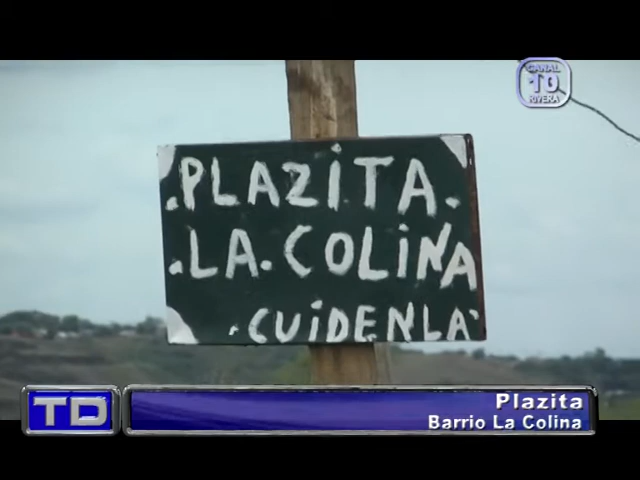 CANAL
10
RIVERA
.PLAZiTA.
.LA.COLiNA
.CUiDENLA.
TD
Plazita
Barrio La Colina